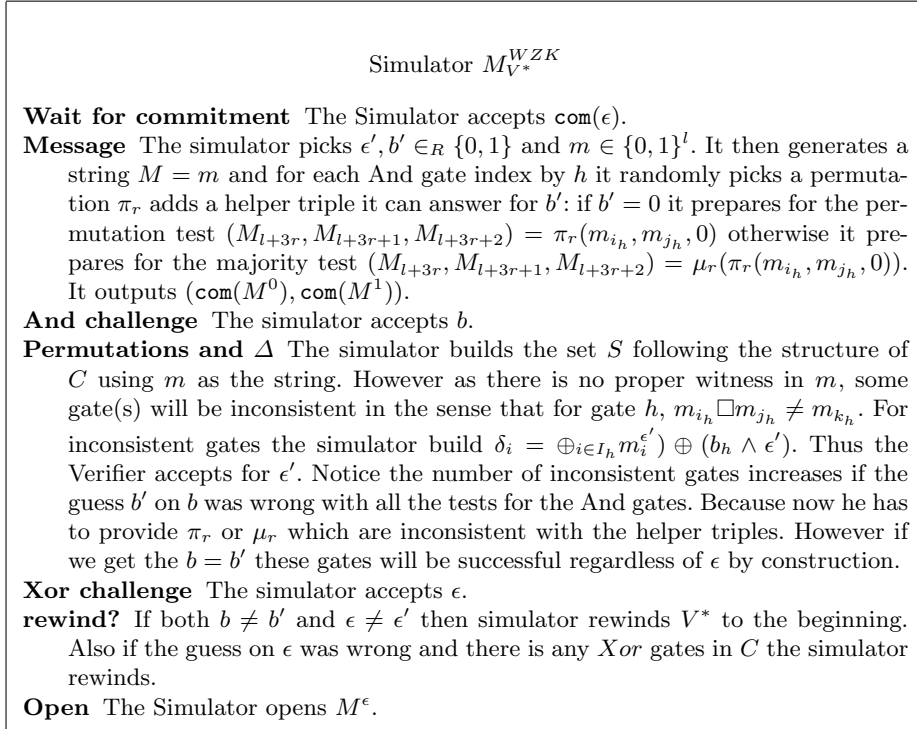 Simulator $M_{V^*}^{WZK}$
Wait for commitment The Simulator accepts com(ϵ).
Message The simulator picks ϵ′, b′ ∈_R {0, 1} and m ∈ {0, 1}^l. It then generates a
string M = m and for each And gate index by h it randomly picks a permuta-
tion π_r adds a helper triple it can answer for b′: if b′ = 0 it prepares for the per-
mutation test (M_{l+3r}, M_{l+3r+1}, M_{l+3r+2}) = π_r(m_{i_h}, m_{j_h}, 0) otherwise it pre-
pares for the majority test (M_{l+3r}, M_{l+3r+1}, M_{l+3r+2}) = μ_r(π_r(m_{i_h}, m_{j_h}, 0)).
It outputs (com(M^0), com(M^1)).
And challenge The simulator accepts b.
Permutations and Δ The simulator builds the set S following the structure of
C using m as the string. However as there is no proper witness in m, some
gate(s) will be inconsistent in the sense that for gate h, m_{i_h}□m_{j_h} ≠ m_{k_h}. For
inconsistent gates the simulator build δ_i = ⊕_{i∈I_h} m_i^{ϵ′}) ⊕ (b_h ∧ ϵ′). Thus the
Verifier accepts for ϵ′. Notice the number of inconsistent gates increases if the
guess b′ on b was wrong with all the tests for the And gates. Because now he has
to provide π_r or μ_r which are inconsistent with the helper triples. However if
we get the b = b′ these gates will be successful regardless of ϵ by construction.
Xor challenge The simulator accepts ϵ.
rewind? If both b ≠ b′ and ϵ ≠ ϵ′ then simulator rewinds V* to the beginning.
Also if the guess on ϵ was wrong and there is any Xor gates in C the simulator
rewinds.
Open The Simulator opens M^ϵ.